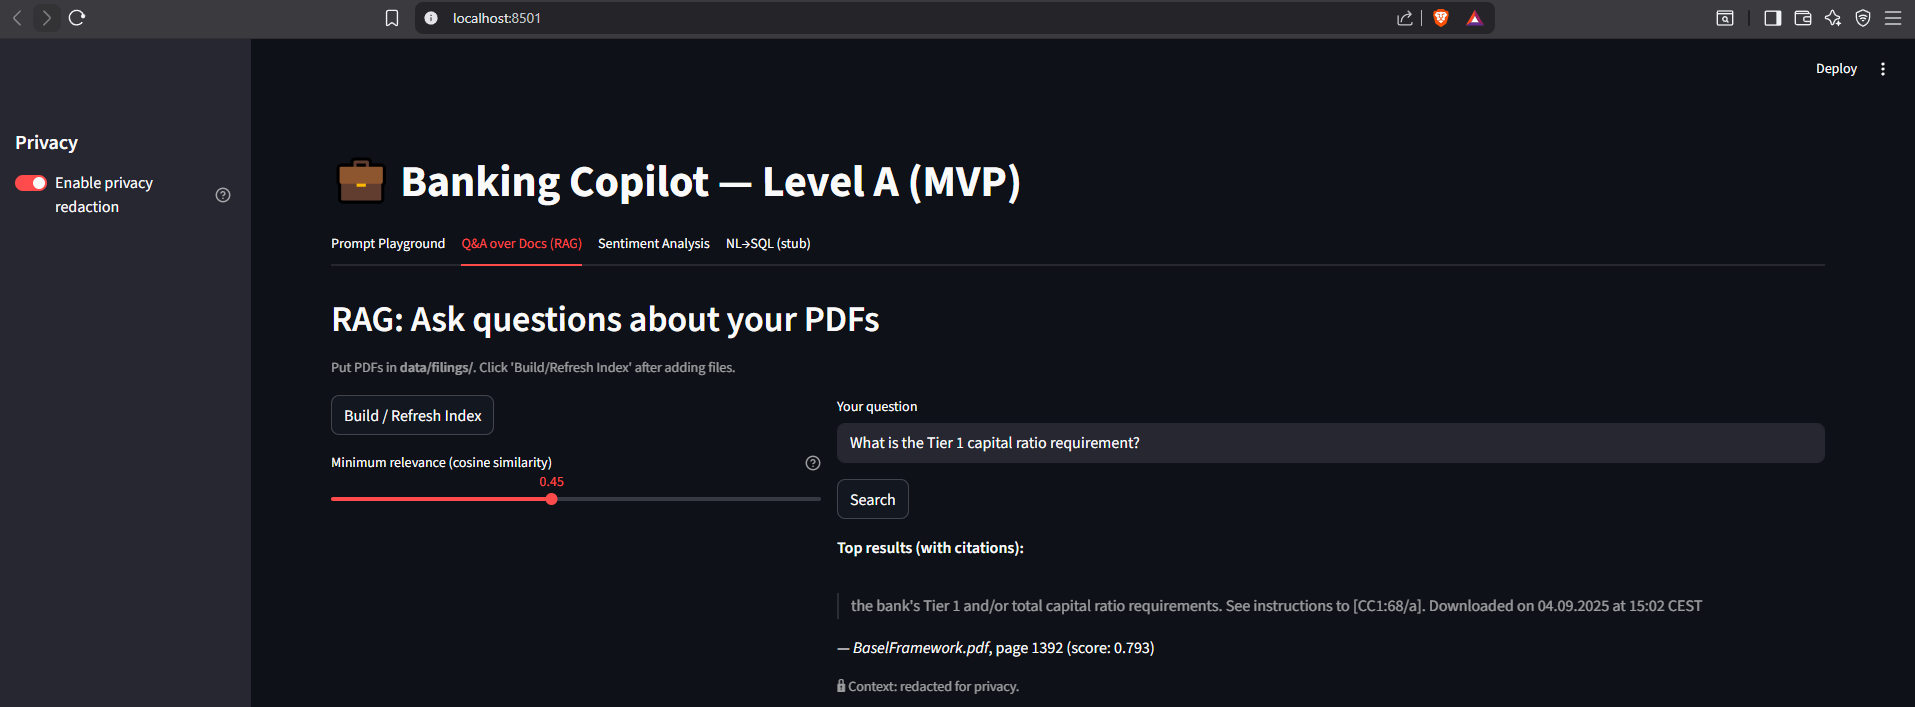 localhost:8501
Deploy
Privacy
Enable privacy
redaction
Banking Copilot — Level A (MVP)
Prompt Playground
Q&A over Docs (RAG)
Sentiment Analysis
NL→SQL (stub)
RAG: Ask questions about your PDFs
Put PDFs in data/filings/. Click 'Build/Refresh Index' after adding files.
Build / Refresh Index
Minimum relevance (cosine similarity)
0.45
Your question
What is the Tier 1 capital ratio requirement?
Search
Top results (with citations):
the bank's Tier 1 and/or total capital ratio requirements. See instructions to [CC1:68/a]. Downloaded on 04.09.2025 at 15:02 CEST
— BaselFramework.pdf, page 1392 (score: 0.793)
Context: redacted for privacy.